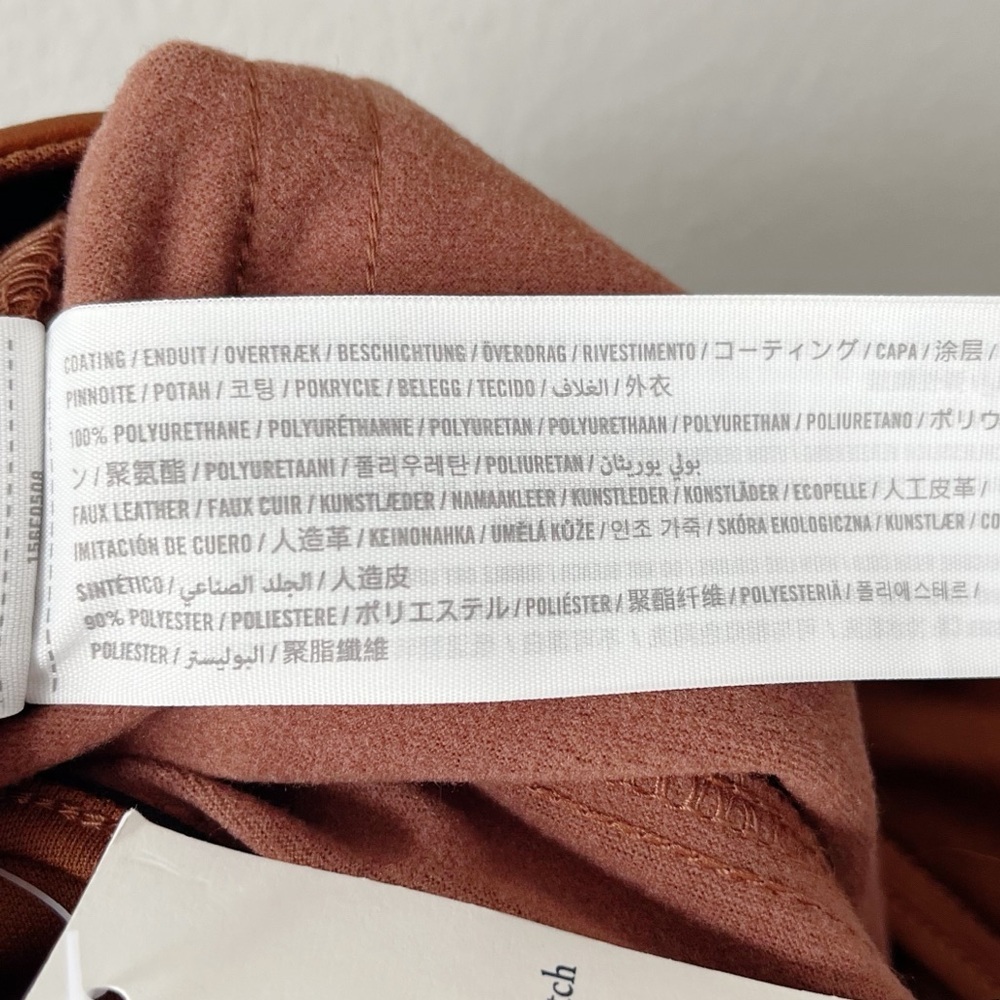 COATING / ENDUIT / OVERTRÆK / BESCHICHTUNG / ÖVERDRAG / RIVESTIMENTO / コーティング / CAPA / 涂层 /
PINNOITE / POTAH / 코팅 / POKRYCIE / BELEGG / TECIDO / الغلاف / 外衣
100% POLYURETHANE / POLYURÉTHANNE / POLYURETAN / POLYURETHAAN / POLYURETHAN / POLIURETANO / ポリウ
ン / 聚氨酯 / POLYURETAANI / 폴리우레탄 / POLIURETAN / بولي يوريثان
FAUX LEATHER / FAUX CUIR / KUNSTLÆDER / NAMAAKLEER / KUNSTLEDER / KONSTLÄDER / ECOPELLE / 人工皮革 /
IMITACIÓN DE CUERO / 人造革 / KEINONAHKA / UMĚLÁ KŮŽE / 인조 가죽 / SKÓRA EKOLOGICZNA / KUNSTLÆR / CO
SINTÉTICO / الجلد الصناعي / 人造皮
90% POLYESTER / POLIESTERE / ポリエステル / POLIÉSTER / 聚酯纤维 / POLYESTERIÄ / 폴리에스테르 /
POLIESTER / البوليستر / 聚脂纖維
tch